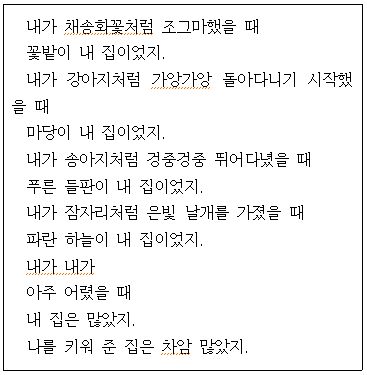 내가 채송화꽃처럼 조그마했을 때
꽃밭이 내 집이었지.
내가 강아지처럼 가앙가앙 돌아다니기 시작했
을 때
마당이 내 집이었지.
내가 송아지처럼 겅중겅중 뛰어다녔을 때
푸른 들판이 내 집이었지.
내가 잠자리처럼 은빛 날개를 가졌을 때
파란 하늘이 내 집이었지.
내가 내가
아주 어렸을 때
내 집은 많았지.
나를 키워 준 집은 차암 많았지.